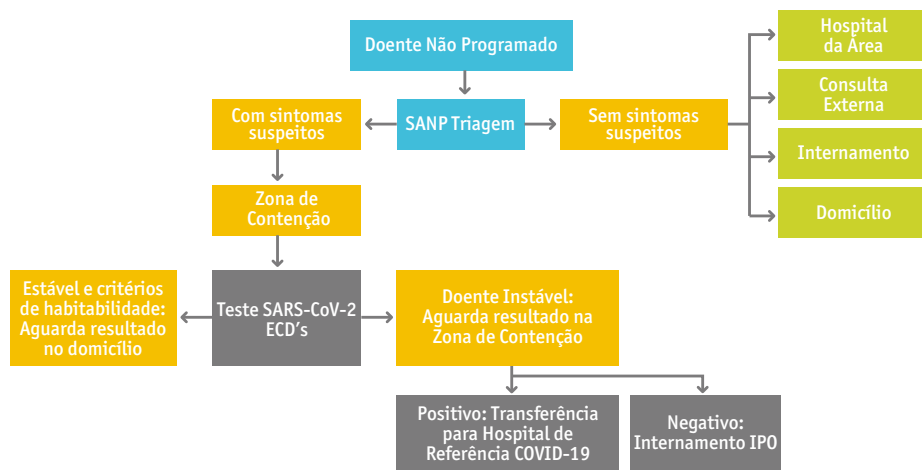 Doente Não Programado
Hospital
da Área
Com sintomas
suspeitos
SANP Triagem
Sem sintomas
suspeitos
Consulta
Externa
Internamento
Zona de
Contenção
Domicílio
Estável e critérios
de habitabilidade:
Aguarda resultado
no domicílio
Teste SARS-CoV-2
ECD's
Doente Instável:
Aguarda resultado na
Zona de Contenção
Positivo: Transferência
para Hospital de
Referência COVID-19
Negativo:
Internamento IPO